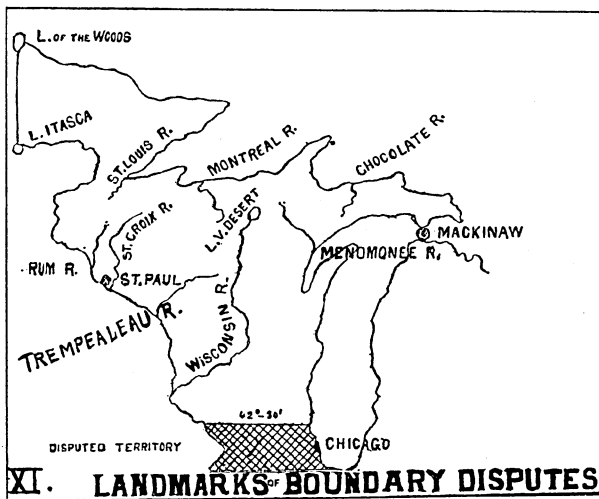 L. OF THE WOODS
L. ITASCA
ST. LOUIS R.
MONTREAL R.
CHOCOLATE R.
ST. CROIX R.
L. V. DESERT
MACKINAW
MENOMONEE R.
RUM R.
ST. PAUL
TREMPEALEAU R.
WISCONSIN R.
42°-30'
DISPUTED TERRITORY
CHICAGO
XI. LANDMARKS OF BOUNDARY DISPUTES